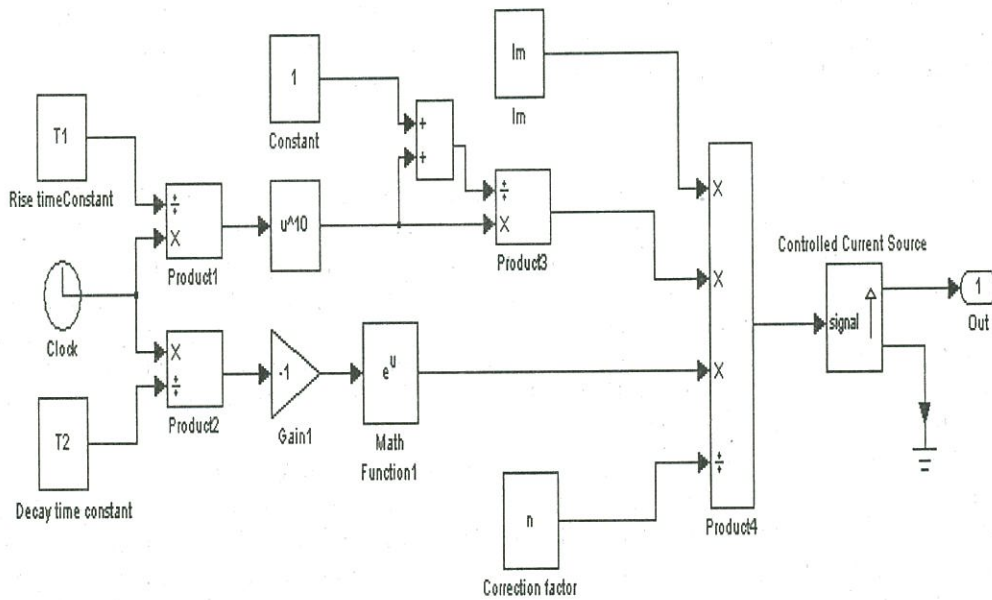 Im
Im
1
Constant
+
+
T1
Rise timeConstant
÷
X
Product1
u^10
÷
X
Product3
X
X
X
÷
Product4
Controlled Current Source
signal
1
Out
Clock
X
÷
Product2
-1
Gain1
e^u
Math
Function1
T2
Decay time constant
n
Correction factor